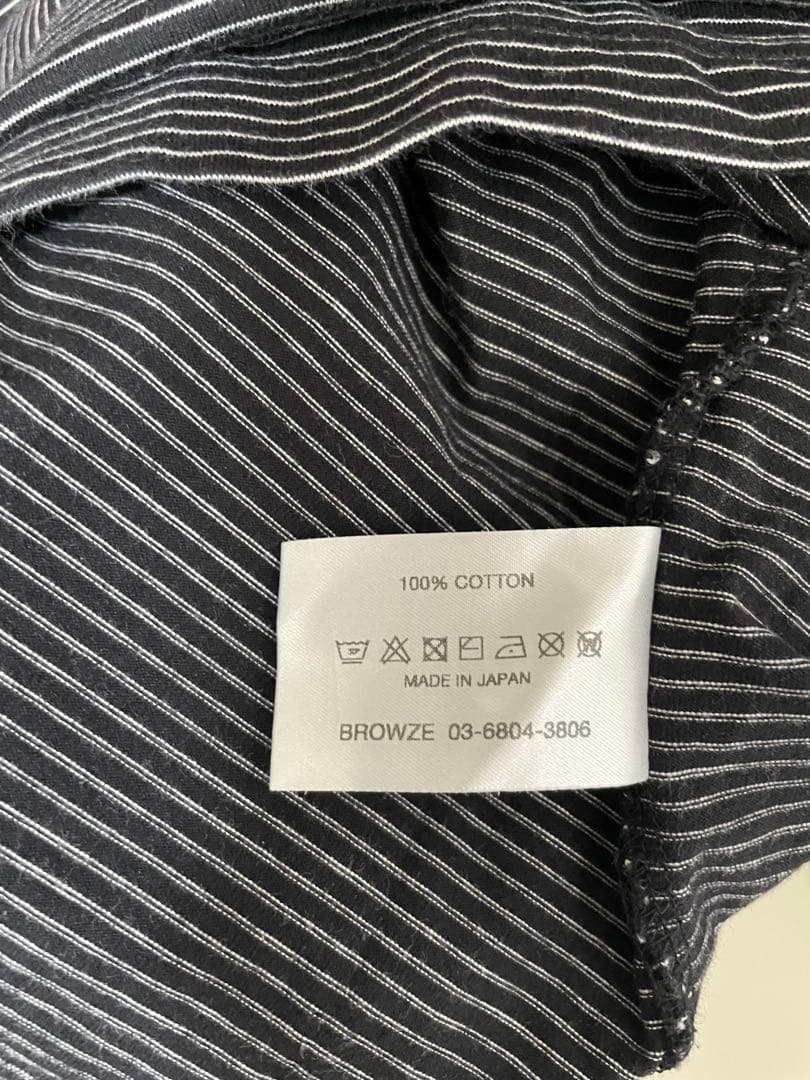 100% COTTON
MADE IN JAPAN
BROWZE 03-6804-3806